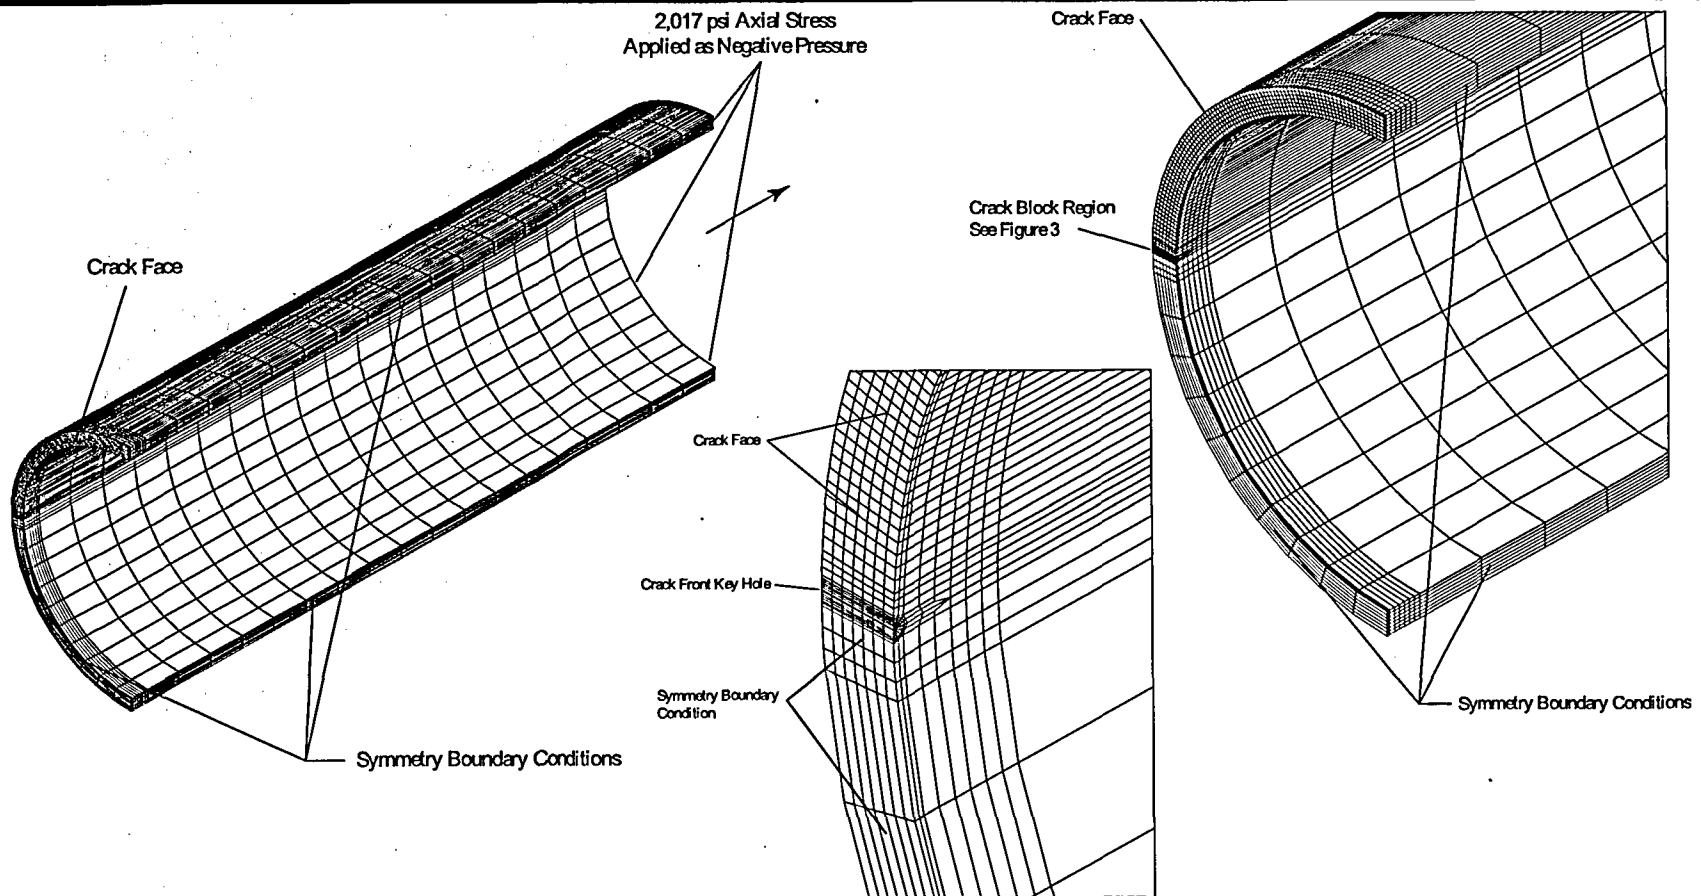 2,017 psi Axial Stress
Applied as Negative Pressure
Crack Face
Symmetry Boundary Conditions
Crack Face
Crack Front Key Hole
Symmetry Boundary
Condition
Crack Face
Crack Block Region
See Figure 3
Symmetry Boundary Conditions